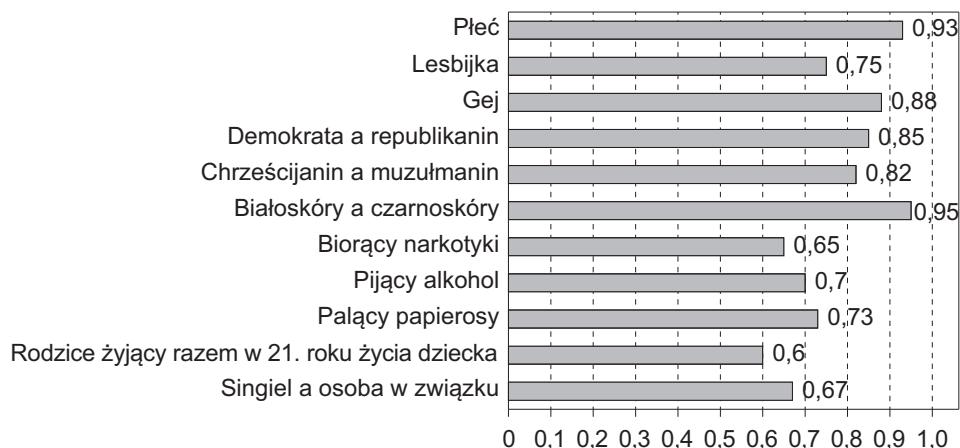 Płeć 0,93
Lesbijka 0,75
Gej 0,88
Demokrata a republikanin 0,85
Chrześcijanin a muzułmanin 0,82
Białoskóry a czarnoskóry 0,95
Biorący narkotyki 0,65
Pijący alkohol 0,7
Palący papierosy 0,73
Rodzice żyjący razem w 21. roku życia dziecka 0,6
Singiel a osoba w związku 0,67
0 0,1 0,2 0,3 0,4 0,5 0,6 0,7 0,8 0,9 1,0